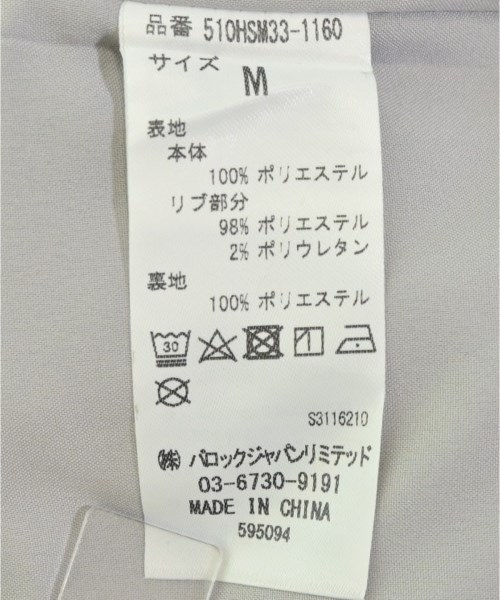 品番 510HSM33-1160
サイズ
M
表地
本体
100% ポリエステル
リブ部分
98% ポリエステル
2% ポリウレタン
裏地
100% ポリエステル
30
S3116210
㈱ バロックジャパンリミテッド
03-6730-9191
MADE IN CHINA
595094